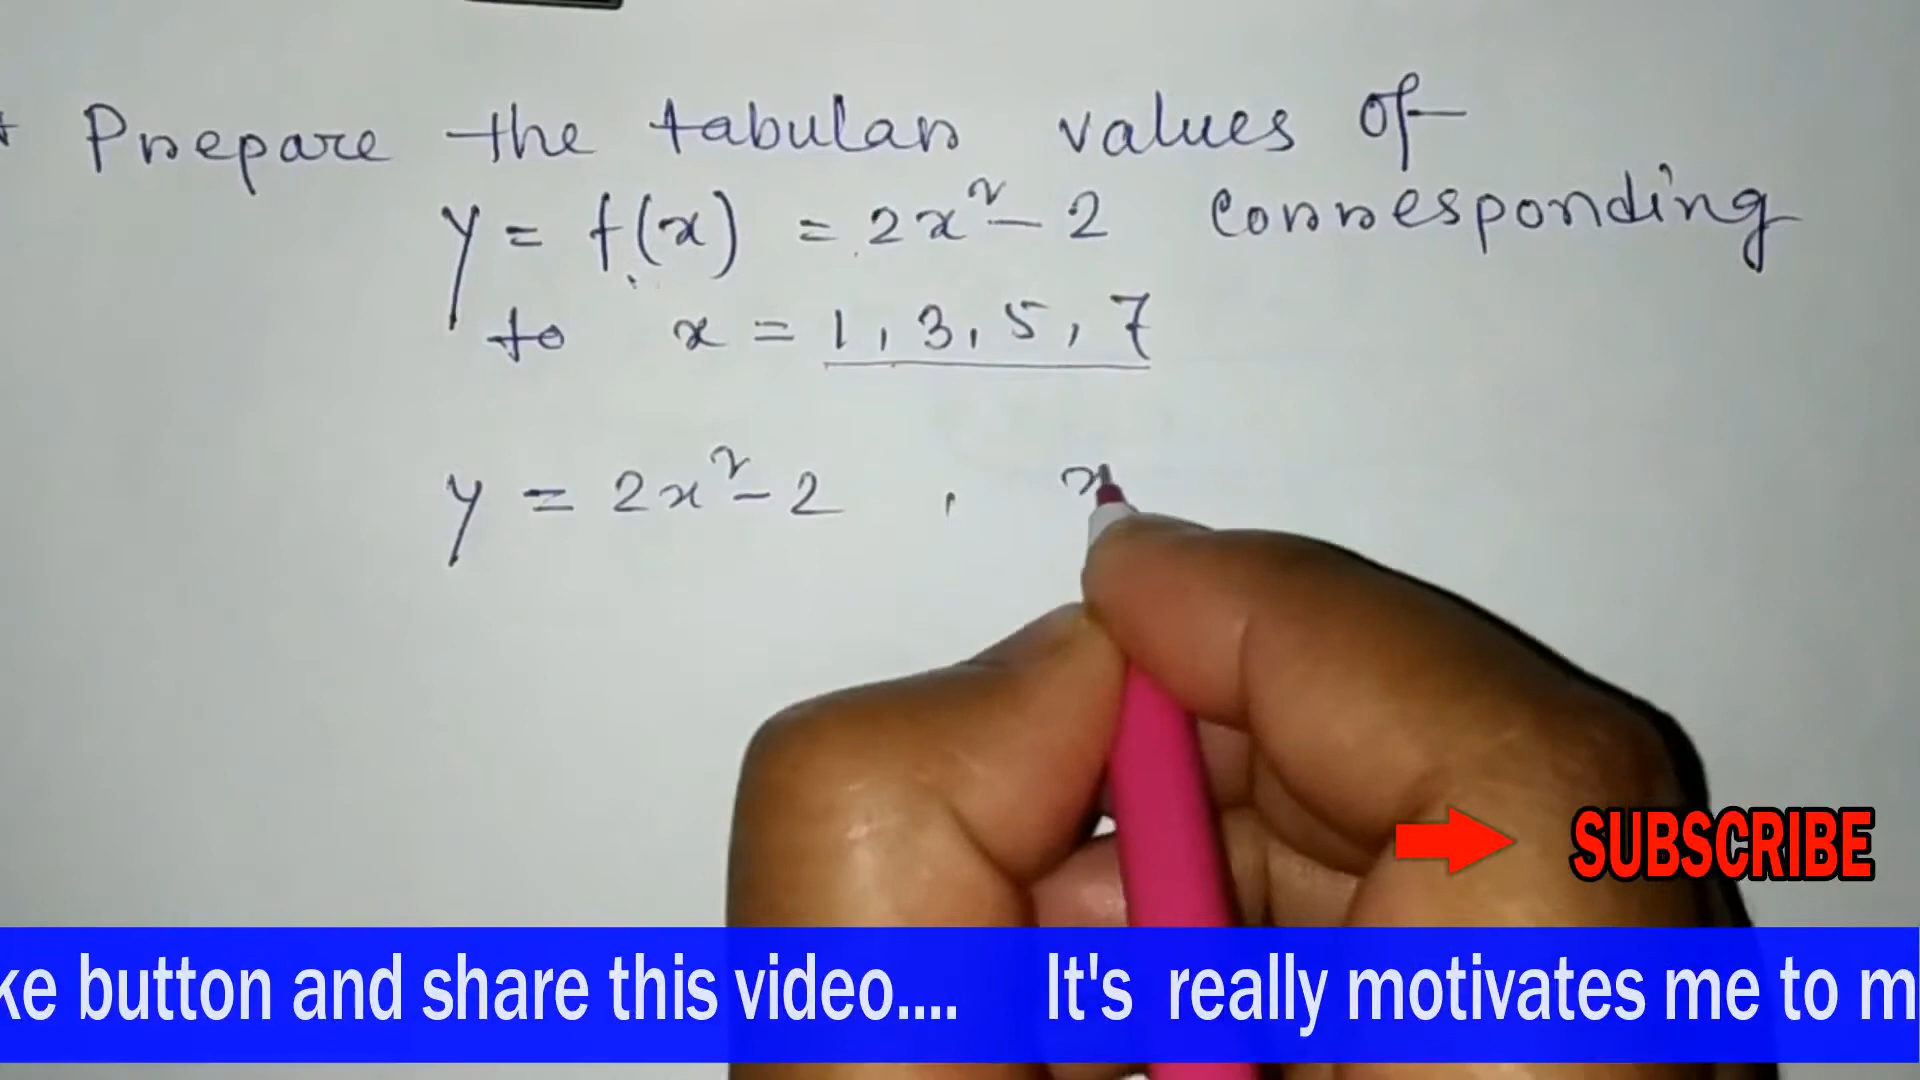 Prepare the tabular values of
y = f(x) = 2x² - 2 corresponding
to x = 1, 3, 5, 7
y = 2x² - 2 , x
SUBSCRIBE
ke button and share this video.... It's really motivates me to m